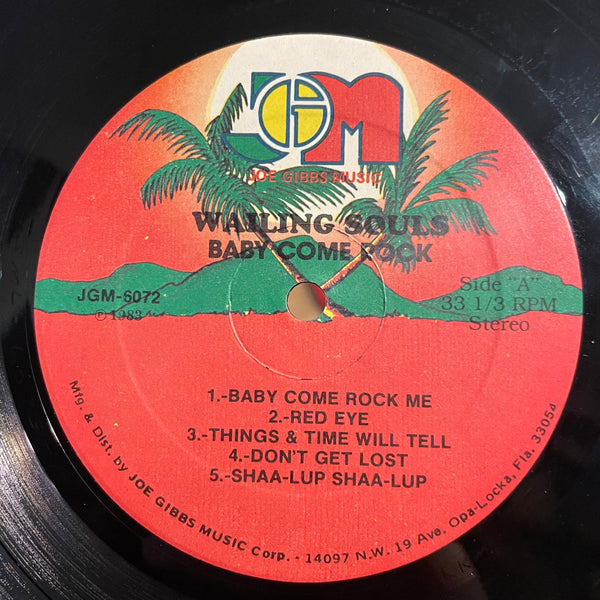 JGM
JOE GIBBS MUSIC
WAILING SOULS
BABY COME ROCK
JGM-6072
℗ 1983
Side "A"
33 1/3 RPM
Stereo
1.-BABY COME ROCK ME
2.-RED EYE
3.-THINGS & TIME WILL TELL
4.-DON'T GET LOST
5.-SHAA-LUP SHAA-LUP
Mfg. & Dist. by JOE GIBBS MUSIC Corp. - 14097 N.W. 19 Ave. Opa-Locka, Fla. 33054